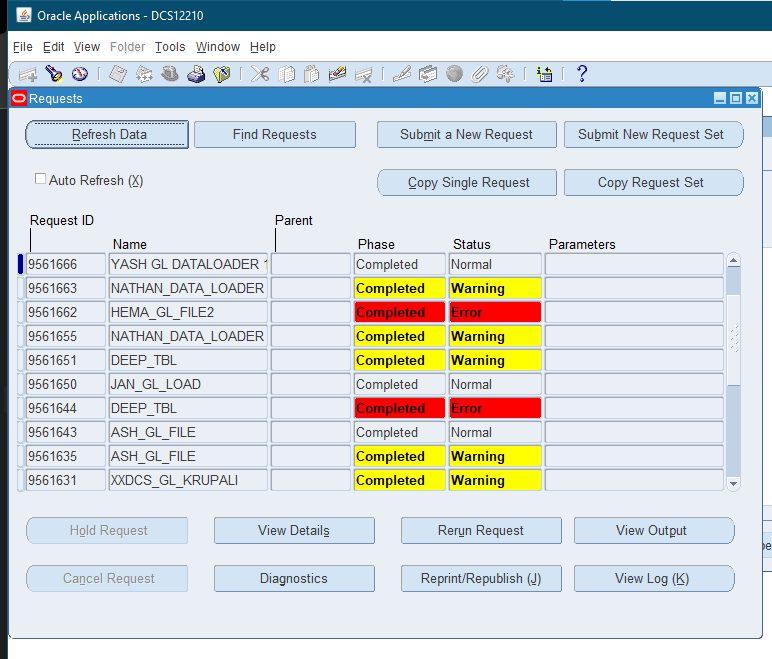 Oracle Applications - DCS12210
File Edit View Folder Tools Window Help
Requests
Refresh Data Find Requests Submit a New Request Submit New Request Set
Auto Refresh (X) Copy Single Request Copy Request Set
Request ID Parent
Name Phase Status Parameters
9561666 YASH GL DATALOADER Completed Normal
9561663 NATHAN_DATA_LOADER Completed Warning
9561662 HEMA_GL_FILE2 Completed Error
9561655 NATHAN_DATA_LOADER Completed Warning
9561651 DEEP_TBL Completed Warning
9561650 JAN_GL_LOAD Completed Normal
9561644 DEEP_TBL Completed Error
9561643 ASH_GL_FILE Completed Normal
9561635 ASH_GL_FILE Completed Warning
9561631 XXDCS_GL_KRUPALI Completed Warning
Hold Request View Details Rerun Request View Output
Cancel Request Diagnostics Reprint/Republish (J) View Log (K)